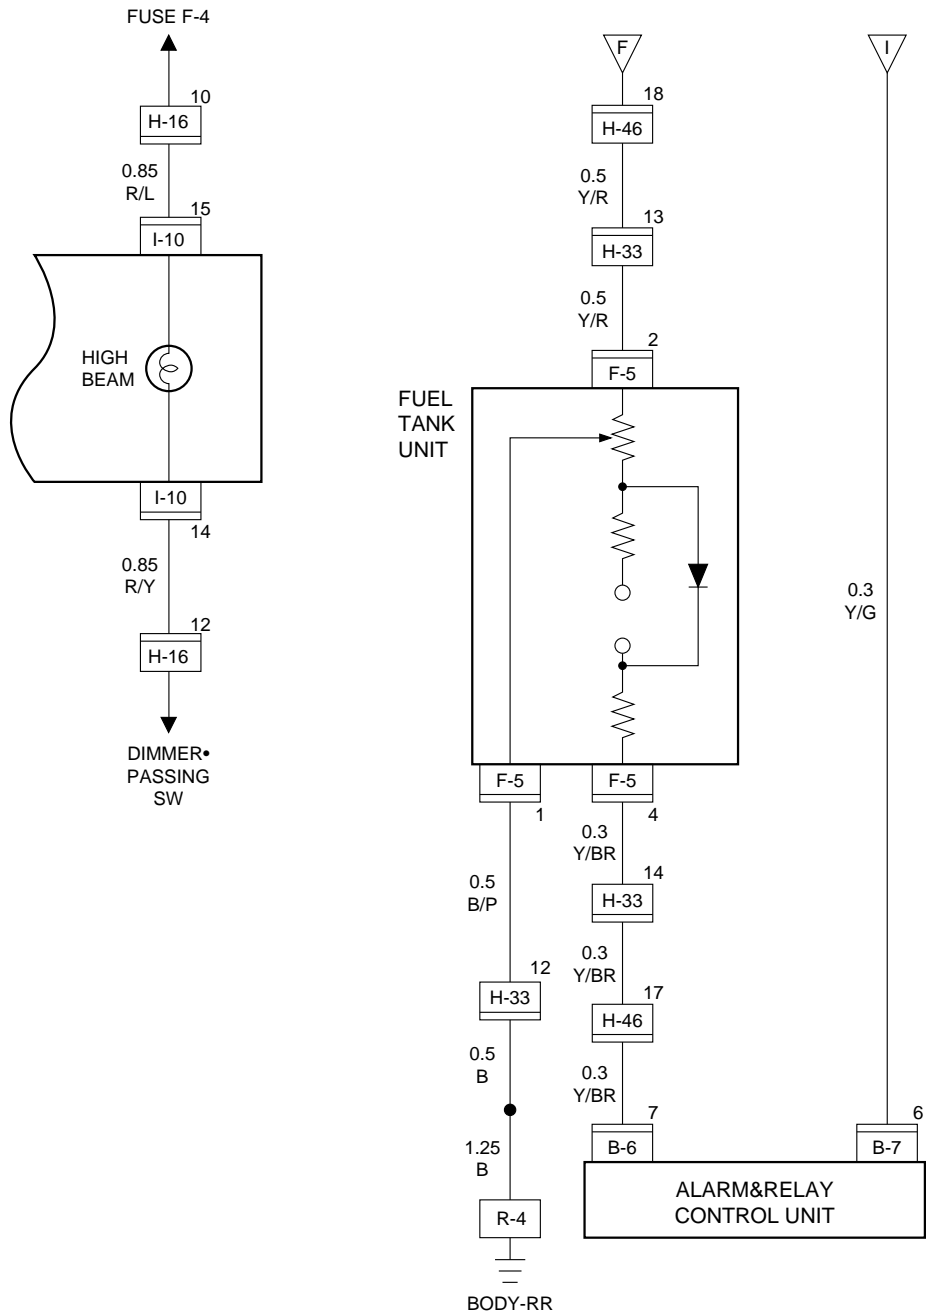 FUSE F-4
10
H-16
0.85
R/L
15
I-10
HIGH
BEAM
I-10
14
0.85
R/Y
12
H-16
DIMMER•
PASSING
SW
F
18
H-46
0.5
Y/R
13
H-33
0.5
Y/R
2
F-5
FUEL
TANK
UNIT
F-5
1
0.5
B/P
12
H-33
0.5
B
1.25
B
R-4
BODY-RR
F-5
4
0.3
Y/BR
14
H-33
0.3
Y/BR
17
H-46
0.3
Y/BR
7
B-6
I
0.3
Y/G
6
B-7
ALARM&RELAY
CONTROL UNIT